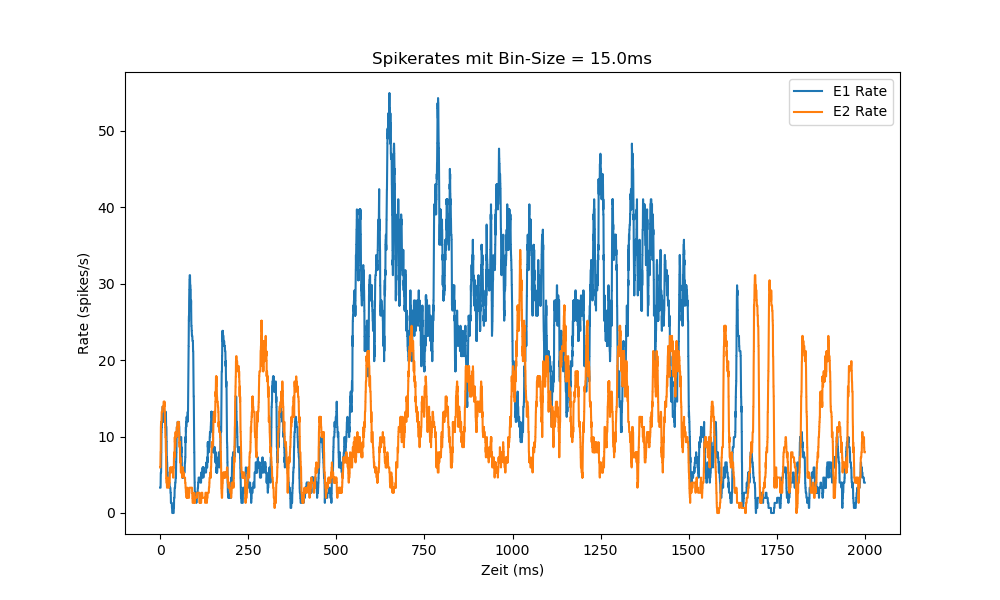 Spikerates mit Bin-Size = 15.0ms
E1 Rate
E2 Rate
Rate (spikes/s)
50
40
30
20
10
0
0 250 500 750 1000 1250 1500 1750 2000
Zeit (ms)